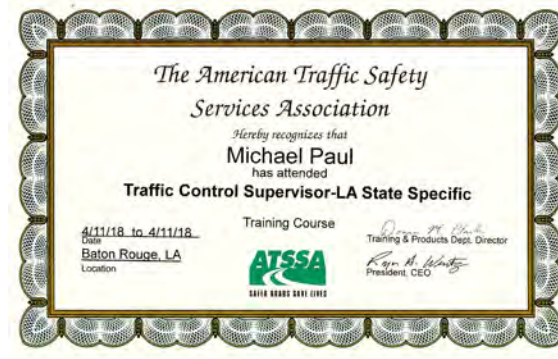 The American Traffic Safety
Services Association
Hereby recognizes that
Michael Paul
has attended
Traffic Control Supervisor-LA State Specific
Training Course
4/11/18 to 4/11/18
Date
Baton Rouge, LA
Location
Training & Products Dept. Director
President, CEO
ATSSA
SAFER ROADS SAVE LIVES